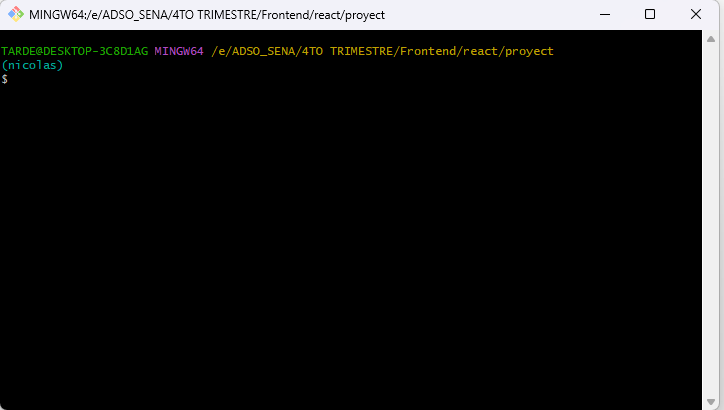 MINGW64:/e/ADSO_SENA/4TO TRIMESTRE/Frontend/react/proyect
TARDE@DESKTOP-3C8D1AG MINGW64 /e/ADSO_SENA/4TO TRIMESTRE/Frontend/react/proyect
(nicolas)
$